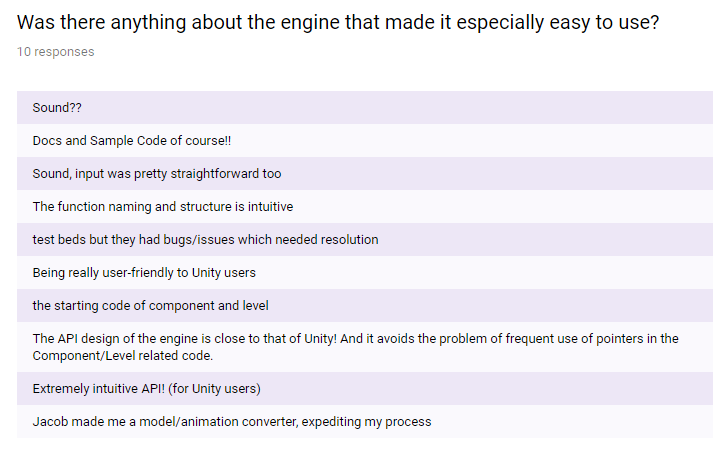 Was there anything about the engine that made it especially easy to use?
10 responses
Sound??
Docs and Sample Code of course!!
Sound, input was pretty straightforward too
The function naming and structure is intuitive
test beds but they had bugs/issues which needed resolution
Being really user-friendly to Unity users
the starting code of component and level
The API design of the engine is close to that of Unity! And it avoids the problem of frequent use of pointers in the
Component/Level related code.
Extremely intuitive API! (for Unity users)
Jacob made me a model/animation converter, expediting my process